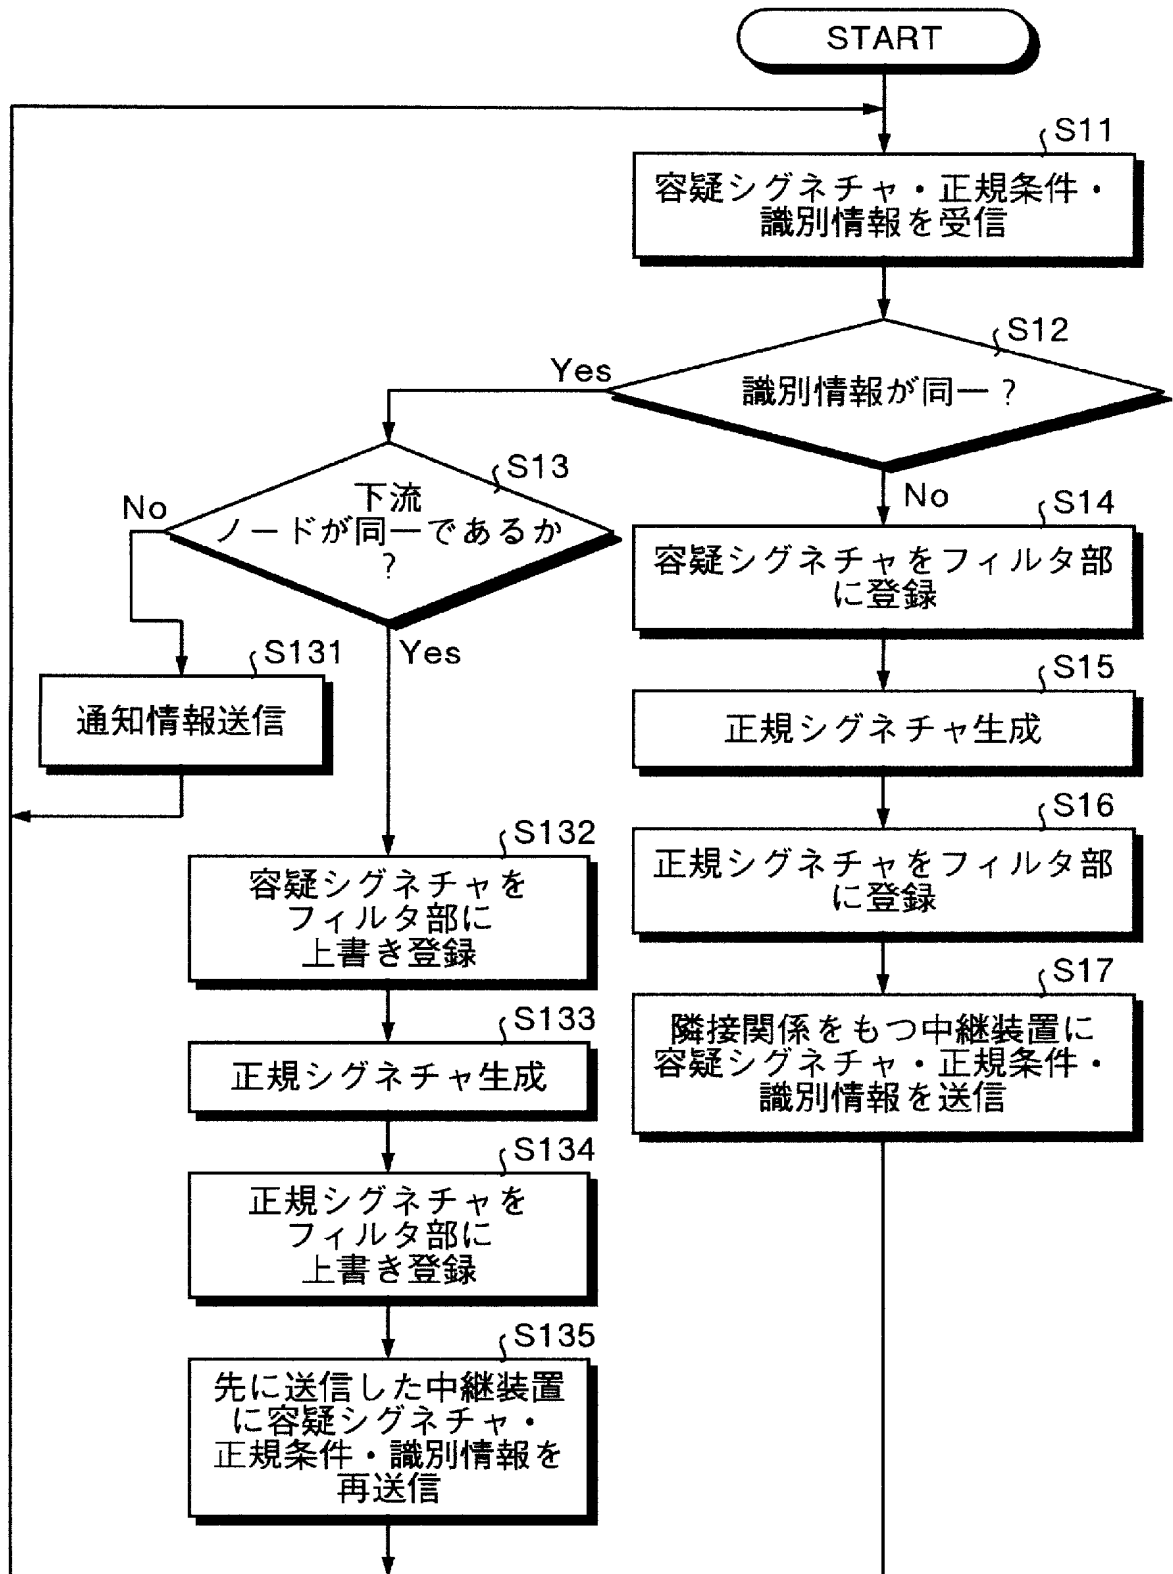 START
S11
容疑シグネチャ・正規条件・
識別情報を受信
S12
識別情報が同一?
Yes
No
S13
下流
ノードが同一であるか
?
No
Yes
S131
通知情報送信
S132
容疑シグネチャを
フィルタ部に
上書き登録
S133
正規シグネチャ生成
S134
正規シグネチャを
フィルタ部に
上書き登録
S135
先に送信した中継装置
に容疑シグネチャ・
正規条件・識別情報を
再送信
S14
容疑シグネチャをフィルタ部
に登録
S15
正規シグネチャ生成
S16
正規シグネチャをフィルタ部
に登録
S17
隣接関係をもつ中継装置に
容疑シグネチャ・正規条件・
識別情報を送信